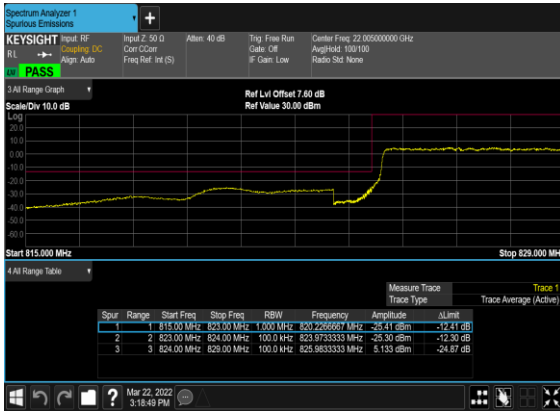 Spectrum Analyzer 1
Spurious Emissions
KEYSIGHT Input: RF Input Z: 50 Ω Atten: 40 dB Trig: Free Run Center Freq: 22.005000000 GHz
RL Coupling: DC Corr CCorr Gate: Off Avg|Hold: 100/100
Align: Auto Freq Ref: Int (S) IF Gain: Low Radio Std: None
PASS
3 All Range Graph Ref Lvl Offset 7.60 dB
Scale/Div 10.0 dB Ref Value 30.00 dBm
Log
20.0
10.0
0.00
-10.0
-20.0
-30.0
-40.0
-50.0
-60.0
Start 815.000 MHz Stop 829.000 MH
4 All Range Table
Measure Trace Trace 1
Trace Type Trace Average (Active)
Spur Range Start Freq Stop Freq RBW Frequency Amplitude ΔLimit
1 1 815.00 MHz 823.00 MHz 1.000 MHz 820.2266667 MHz -25.41 dBm -12.41 dB
2 2 823.00 MHz 824.00 MHz 100.0 kHz 823.9733333 MHz -25.30 dBm -12.30 dB
3 3 824.00 MHz 829.00 MHz 100.0 kHz 825.9833333 MHz 5.133 dBm -24.87 dB
Mar 22, 2022
3:18:49 PM